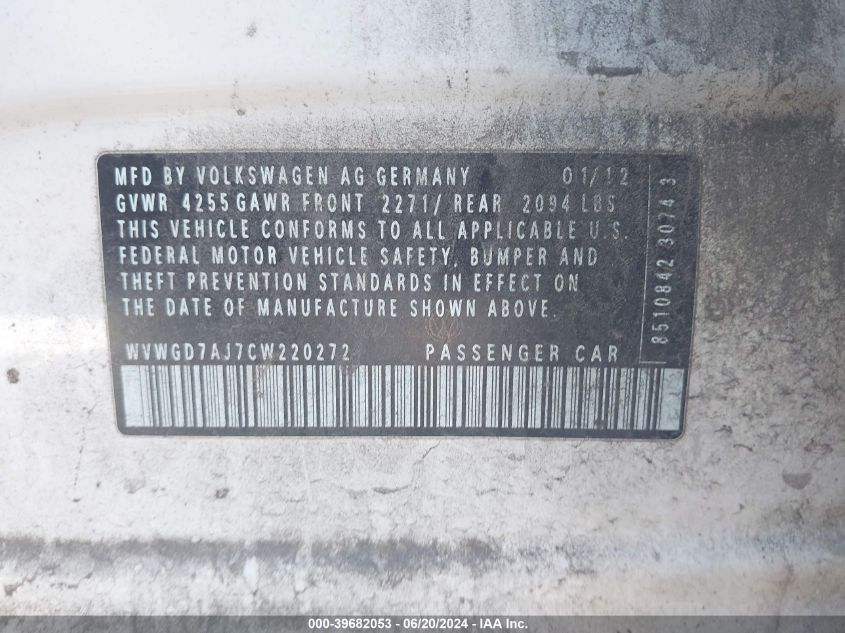 MFD BY VOLKSWAGEN AG GERMANY 01/12
GVWR 4255 GAWR FRONT 2271/ REAR 2094 LBS
THIS VEHICLE CONFORMS TO ALL APPLICABLE U.S.
FEDERAL MOTOR VEHICLE SAFETY, BUMPER AND
THEFT PREVENTION STANDARDS IN EFFECT ON
THE DATE OF MANUFACTURE SHOWN ABOVE.
WVWGD7AJ7CW220272 PASSENGER CAR
8510842 30743
000-39682053 - 06/20/2024 - IAA Inc.